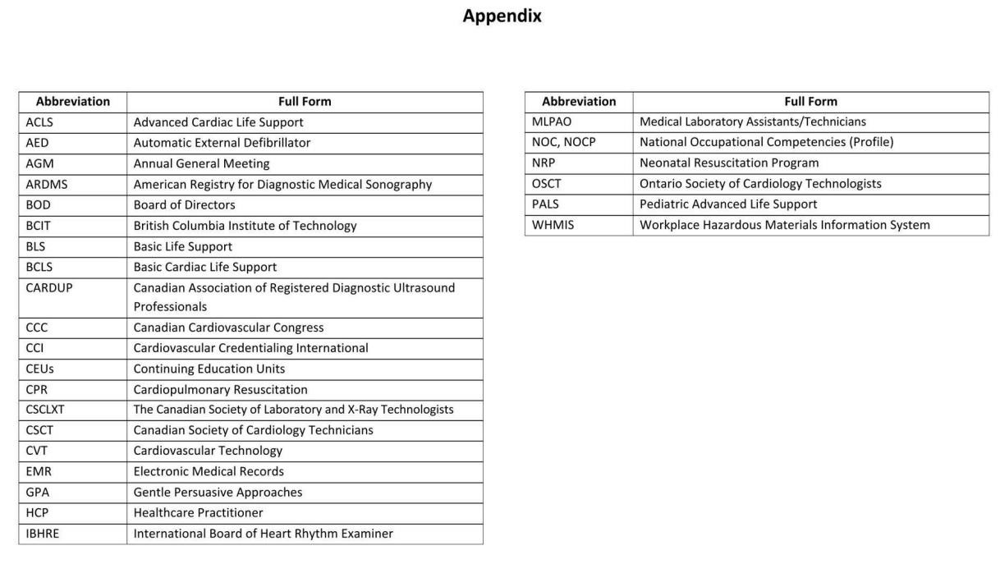 Appendix
Abbreviation Full Form
ACLS Advanced Cardiac Life Support
AED Automatic External Defibrillator
AGM Annual General Meeting
ARDMS American Registry for Diagnostic Medical Sonography
BOD Board of Directors
BCIT British Columbia Institute of Technology
BLS Basic Life Support
BCLS Basic Cardiac Life Support
CARDUP Canadian Association of Registered Diagnostic Ultrasound
Professionals
CCC Canadian Cardiovascular Congress
CCI Cardiovascular Credentialing International
CEUs Continuing Education Units
CPR Cardiopulmonary Resuscitation
CSCLXT The Canadian Society of Laboratory and X-Ray Technologists
CSCT Canadian Society of Cardiology Technicians
CVT Cardiovascular Technology
EMR Electronic Medical Records
GPA Gentle Persuasive Approaches
HCP Healthcare Practitioner
IBHRE International Board of Heart Rhythm Examiner
Abbreviation Full Form
MLPAO Medical Laboratory Assistants/Technicians
NOC, NOCP National Occupational Competencies (Profile)
NRP Neonatal Resuscitation Program
OSCT Ontario Society of Cardiology Technologists
PALS Pediatric Advanced Life Support
WHMIS Workplace Hazardous Materials Information System